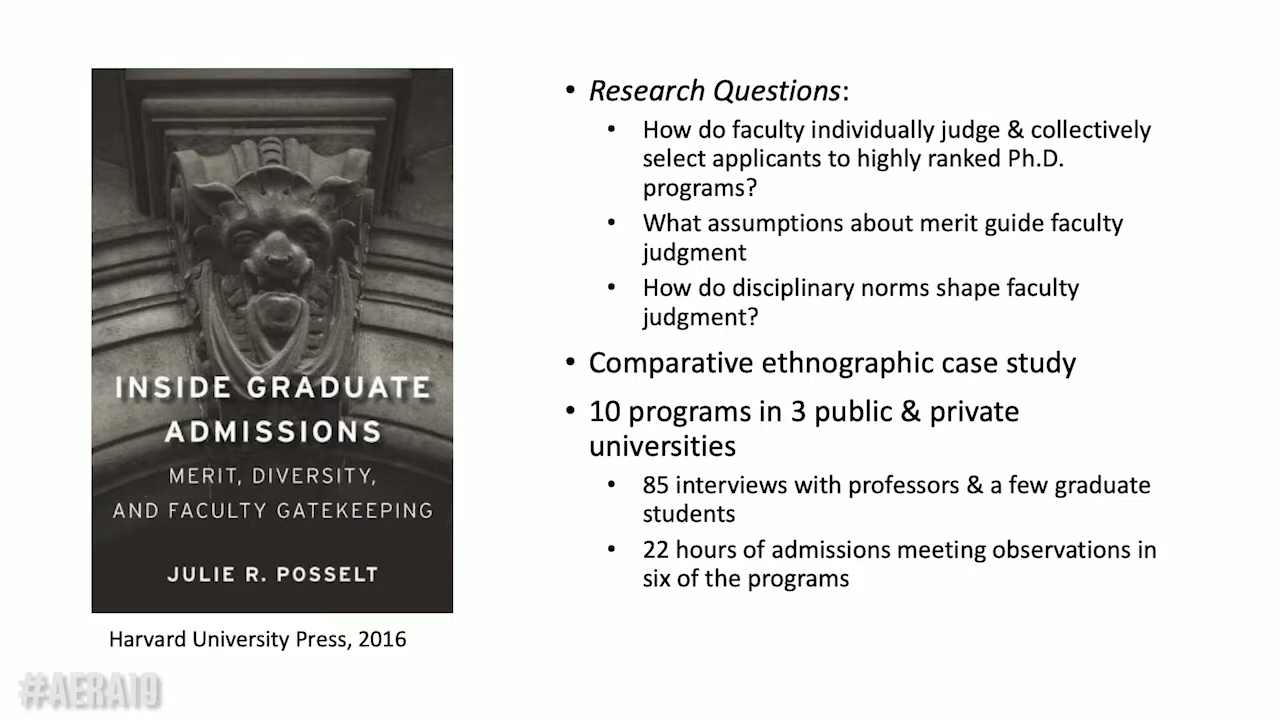 INSIDE GRADUATE
ADMISSIONS
MERIT, DIVERSITY,
AND FACULTY GATEKEEPING
JULIE R. POSSELT
Harvard University Press, 2016
• Research Questions:
• How do faculty individually judge & collectively
select applicants to highly ranked Ph.D.
programs?
• What assumptions about merit guide faculty
judgment
• How do disciplinary norms shape faculty
judgment?
• Comparative ethnographic case study
• 10 programs in 3 public & private
universities
• 85 interviews with professors & a few graduate
students
• 22 hours of admissions meeting observations in
six of the programs
#AERA19